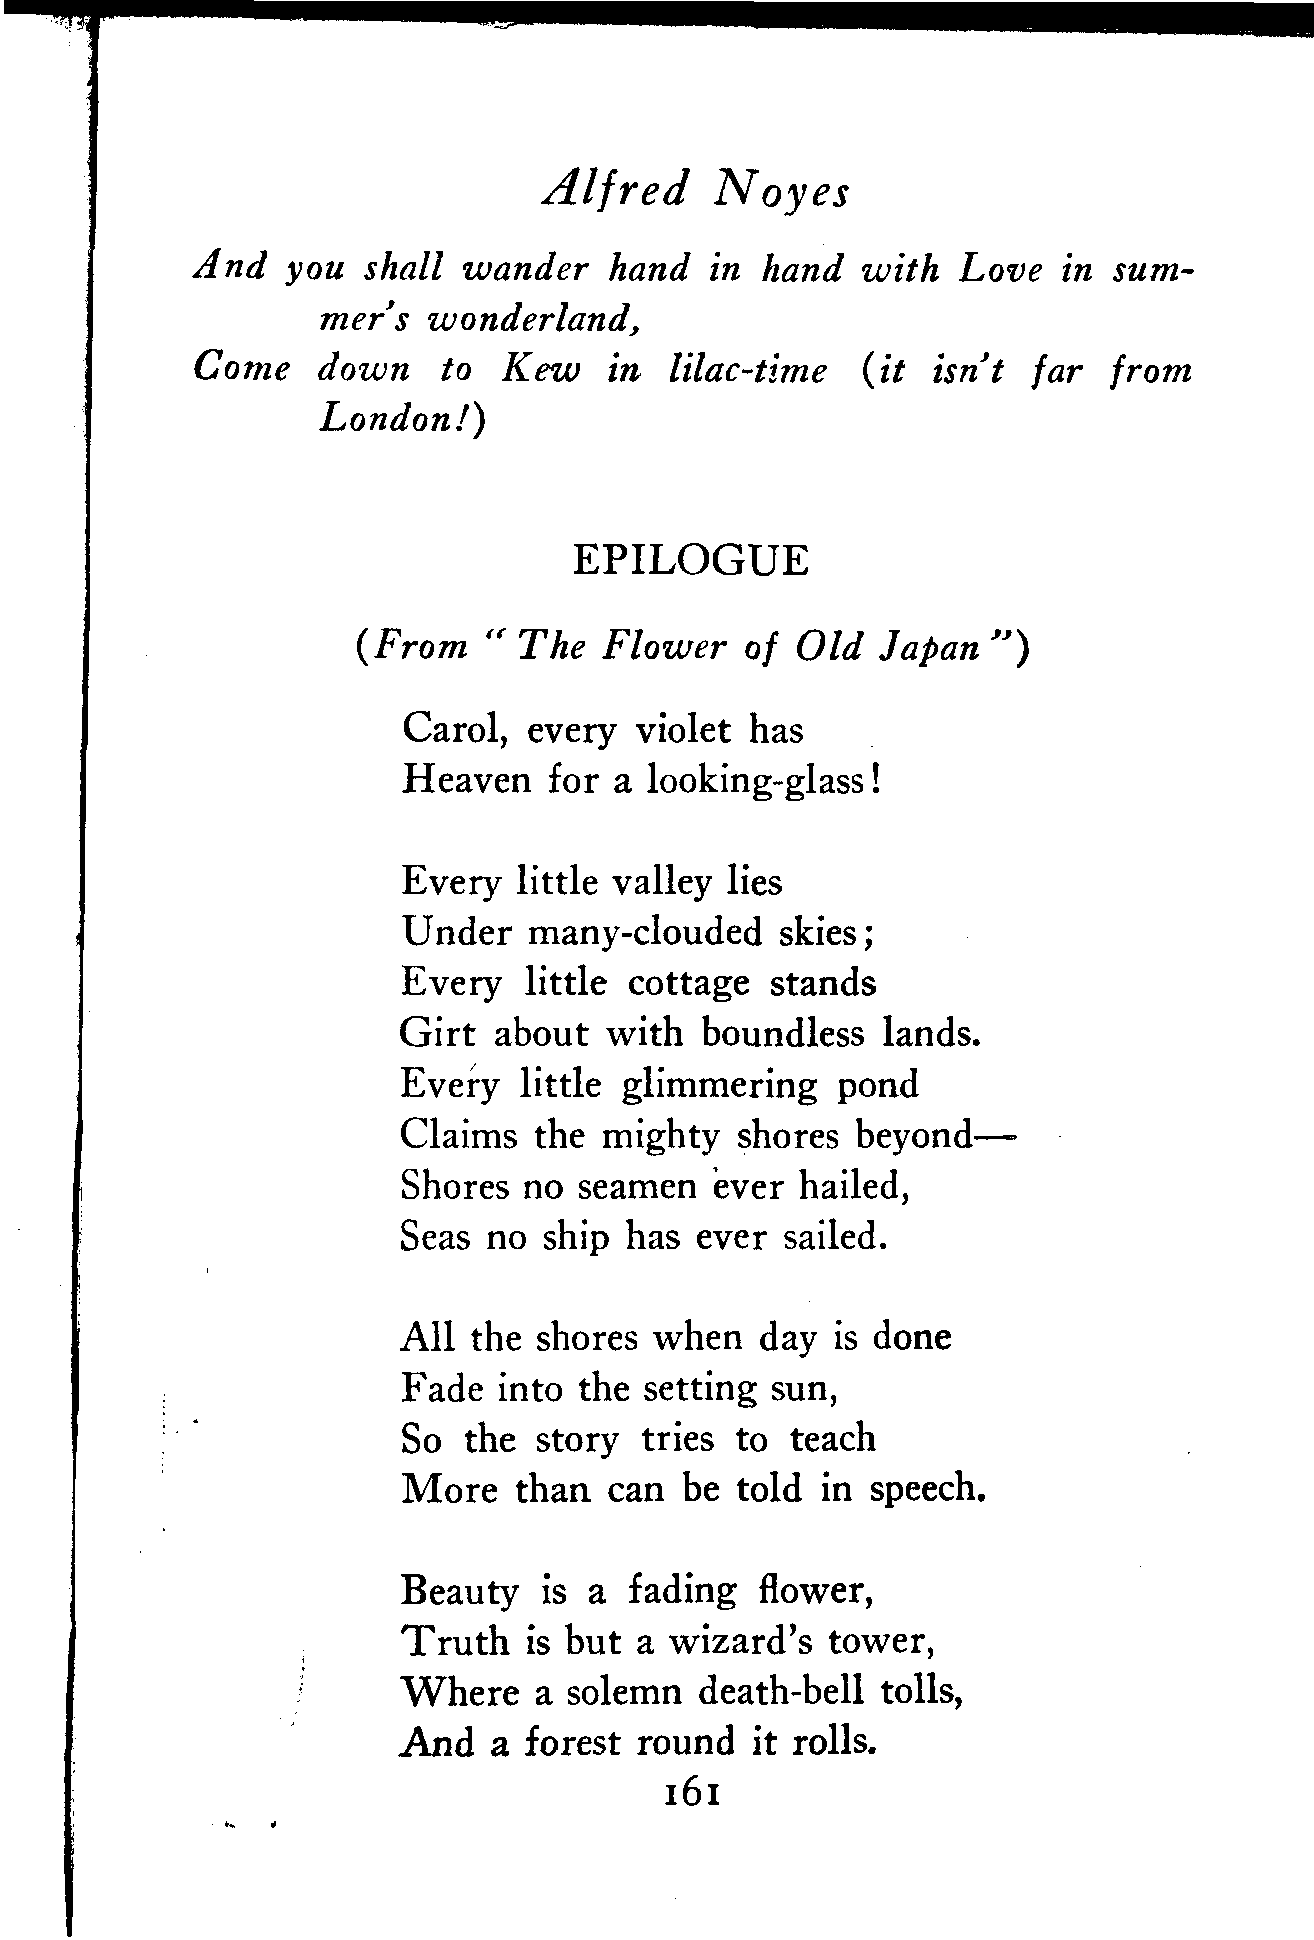 Alfred Noyes
And you shall wander hand in hand with Love in sum-
mer's wonderland,
Come down to Kew in lilac-time (it isn't far from
London!)
EPILOGUE
(From "The Flower of Old Japan")
Carol, every violet has
Heaven for a looking-glass!
Every little valley lies
Under many-clouded skies;
Every little cottage stands
Girt about with boundless lands.
Every little glimmering pond
Claims the mighty shores beyond—
Shores no seamen ever hailed,
Seas no ship has ever sailed.
All the shores when day is done
Fade into the setting sun,
So the story tries to teach
More than can be told in speech.
Beauty is a fading flower,
Truth is but a wizard's tower,
Where a solemn death-bell tolls,
And a forest round it rolls.
161